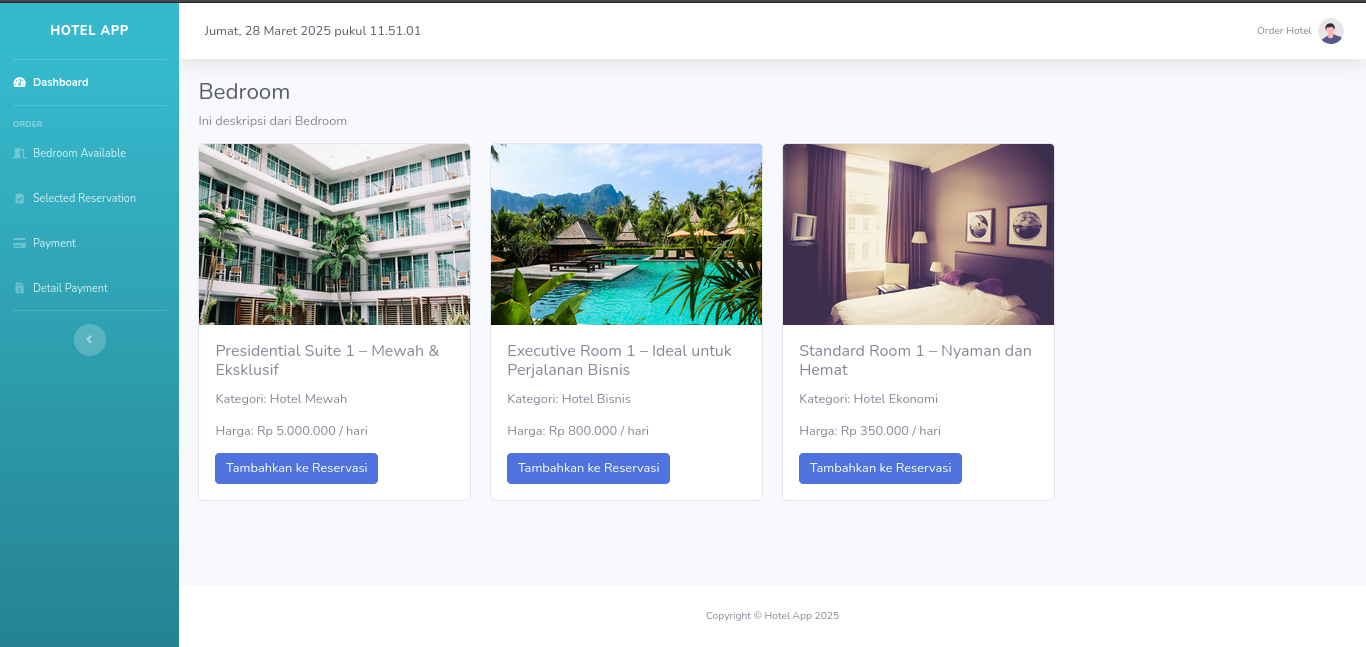 HOTEL APP
Jumat, 28 Maret 2025 pukul 11.51.01
Order Hotel
Dashboard
ORDER
Bedroom Available
Selected Reservation
Payment
Detail Payment
Bedroom
Ini deskripsi dari Bedroom
Presidential Suite 1 – Mewah &
Eksklusif
Kategori: Hotel Mewah
Harga: Rp 5.000.000 / hari
Tambahkan ke Reservasi
Executive Room 1 – Ideal untuk
Perjalanan Bisnis
Kategori: Hotel Bisnis
Harga: Rp 800.000 / hari
Tambahkan ke Reservasi
Standard Room 1 – Nyaman dan
Hemat
Kategori: Hotel Ekonomi
Harga: Rp 350.000 / hari
Tambahkan ke Reservasi
Copyright © Hotel App 2025